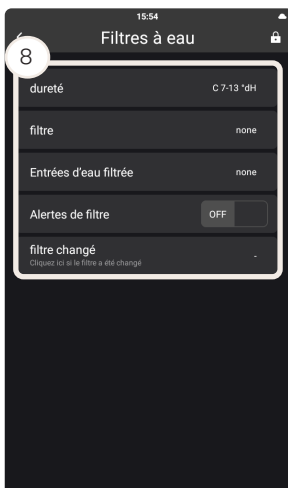 15:54
Filtres à eau
8
dureté C 7-13 °dH
filtre none
Entrées d'eau filtrée none
Alertes de filtre OFF
filtre changé -
Cliquez ici si le filtre a été changé